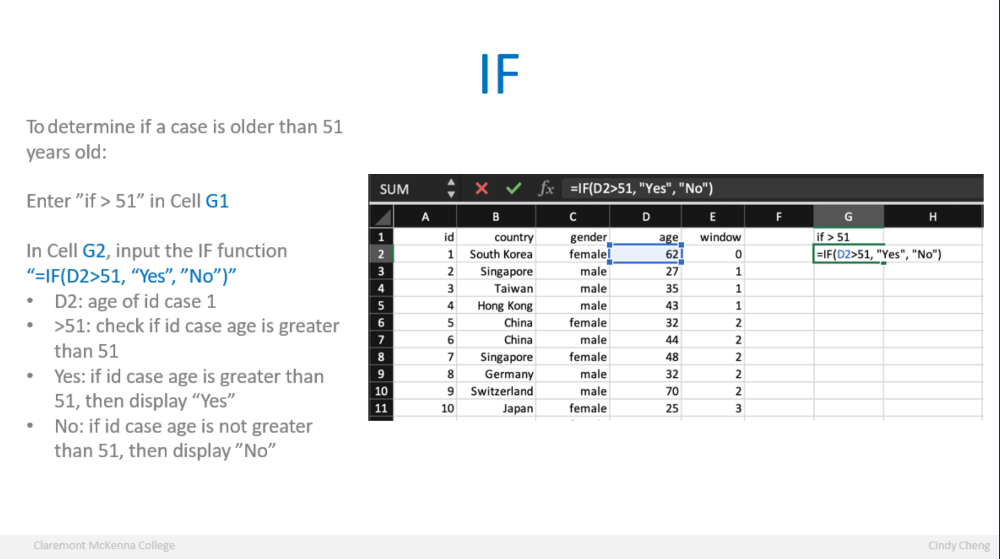 IF
To determine if a case is older than 51
years old:
Enter ”if > 51” in Cell G1
In Cell G2, input the IF function
“=IF(D2>51, “Yes”, ”No”)”
• D2: age of id case 1
• >51: check if id case age is greater
than 51
• Yes: if id case age is greater than
51, then display “Yes”
• No: if id case age is not greater
than 51, then display ”No”
SUM fx =IF(D2>51, "Yes", "No")
A B C D E F G H
1 id country gender age window if > 51
2 1 South Korea female 62 0 =IF(D2>51, "Yes", "No")
3 2 Singapore male 27 1
4 3 Taiwan male 35 1
5 4 Hong Kong male 43 1
6 5 China female 32 2
7 6 China male 44 2
8 7 Singapore female 48 2
9 8 Germany male 32 2
10 9 Switzerland male 70 2
11 10 Japan female 25 3
Claremont McKenna College
Cindy Cheng